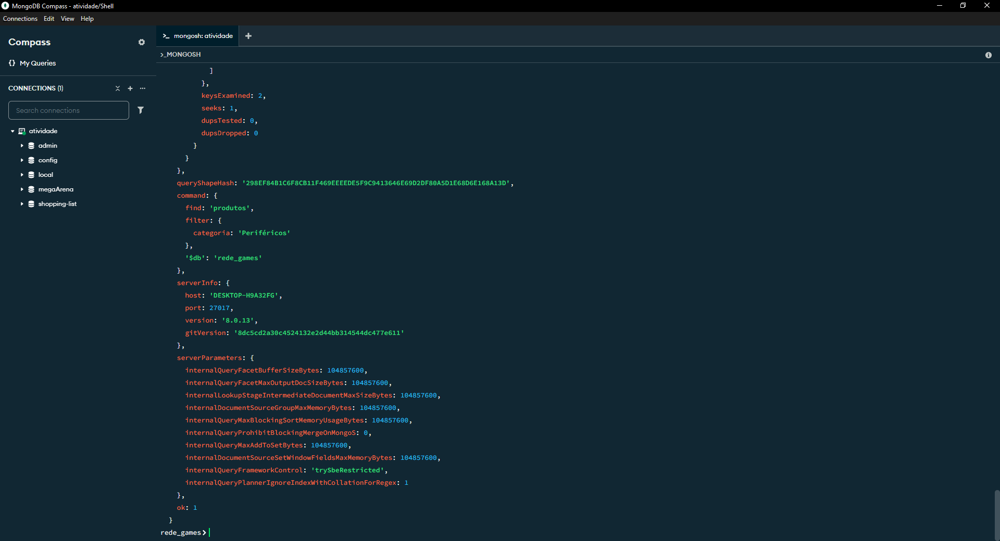 MongoDB Compass - atividade/Shell
Connections Edit View Help
Compass
My Queries
CONNECTIONS (1)
Search connections
atividade
admin
config
local
megaArena
shopping-list
>_ mongosh: atividade
>_MONGOSH
]
},
keysExamined: 2,
seeks: 1,
dupsTested: 0,
dupsDropped: 0
}
}
},
queryShapeHash: '298EF84B1C6F8CB11F469EEEEDE5F9C9413646E69D2DF80A5D1E68D6E168A13D',
command: {
find: 'produtos',
filter: {
categoria: 'Periféricos'
},
'$db': 'rede_games'
},
serverInfo: {
host: 'DESKTOP-H9A32FG',
port: 27017,
version: '8.0.13',
gitVersion: '8dc5cd2a30c4524132e2d44bb314544dc477e611'
},
serverParameters: {
internalQueryFacetBufferSizeBytes: 104857600,
internalQueryFacetMaxOutputDocSizeBytes: 104857600,
internalLookupStageIntermediateDocumentMaxSizeBytes: 104857600,
internalDocumentSourceGroupMaxMemoryBytes: 104857600,
internalQueryMaxBlockingSortMemoryUsageBytes: 104857600,
internalQueryProhibitBlockingMergeOnMongoS: 0,
internalQueryMaxAddToSetBytes: 104857600,
internalDocumentSourceSetWindowFieldsMaxMemoryBytes: 104857600,
internalQueryFrameworkControl: 'trySbeRestricted',
internalQueryPlannerIgnoreIndexWithCollationForRegex: 1
},
ok: 1
}
rede_games>